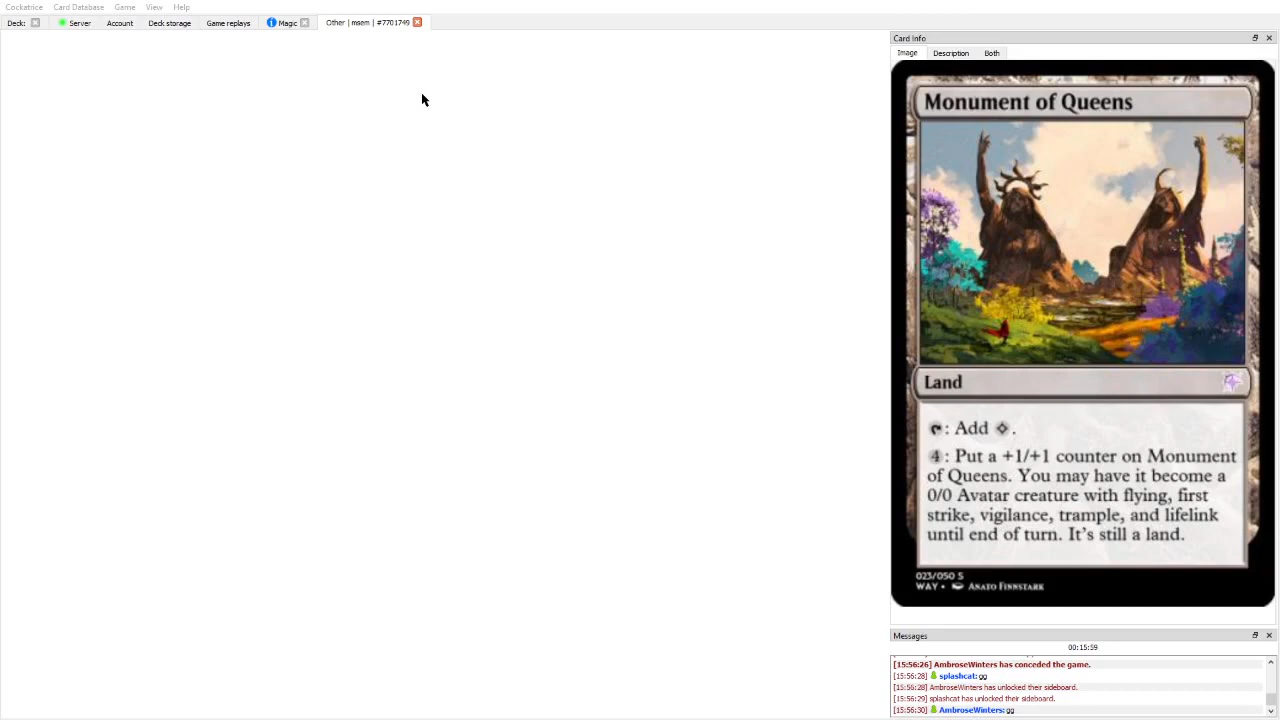 Cockatrice Card Database Game View Help
Deck: Server Account Deck storage Game replays Magic Other | msem | #7701749
Card Info
Image Description Both
Monument of Queens
Land
: Add .
4: Put a +1/+1 counter on Monument
of Queens. You may have it become a
0/0 Avatar creature with flying, first
strike, vigilance, trample, and lifelink
until end of turn. It's still a land.
023/050 S
WAY • Anato Finnstark
Messages
00:15:59
[15:56:26] AmbroseWinters has conceded the game.
[15:56:28] splashcat: gg
[15:56:28] AmbroseWinters has unlocked their sideboard.
[15:56:29] splashcat has unlocked their sideboard.
[15:56:30] AmbroseWinters: gg